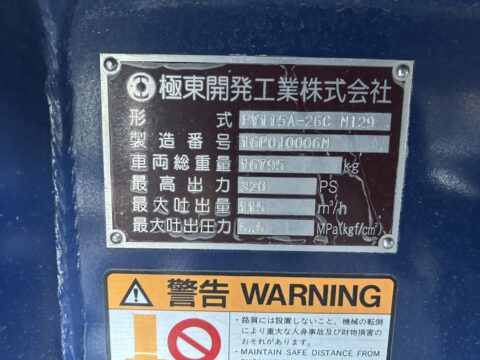 極東開発工業株式会社
形 式 PY115A-26C M129
製造番号 16P010006M
車両総重量 16795 kg
最高出力 320 PS
最大吐出量 m³/h
最大吐出圧力 MPa(kgf/cm²)
警告 WARNING
・路肩には設置しないこと。機械の転倒
により重大な人身事故及び財物損害の
おそれがあります。
・MAINTAIN SAFE DISTANCE FROM